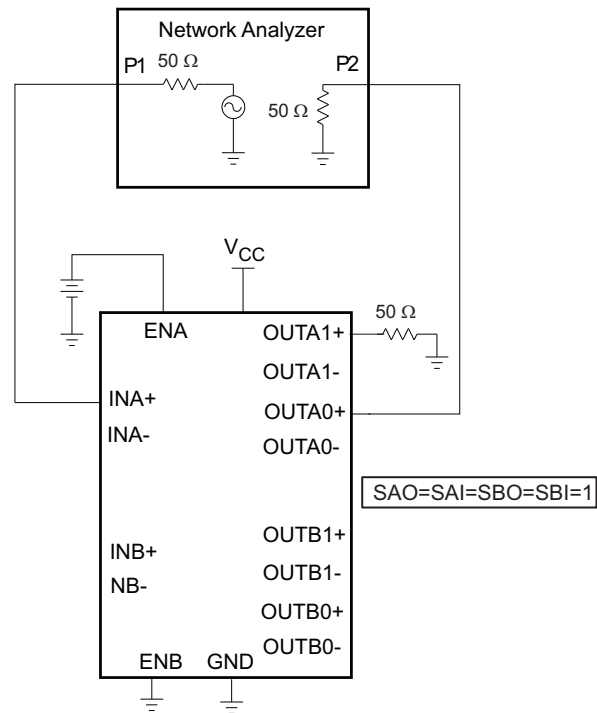 Network Analyzer
P1
50 Ω
P2
50 Ω
VCC
50 Ω
ENA
OUTA1+
OUTA1-
INA+
OUTA0+
INA-
OUTA0-
SAO=SAI=SBO=SBI=1
OUTB1+
INB+
OUTB1-
NB-
OUTB0+
OUTB0-
ENB
GND